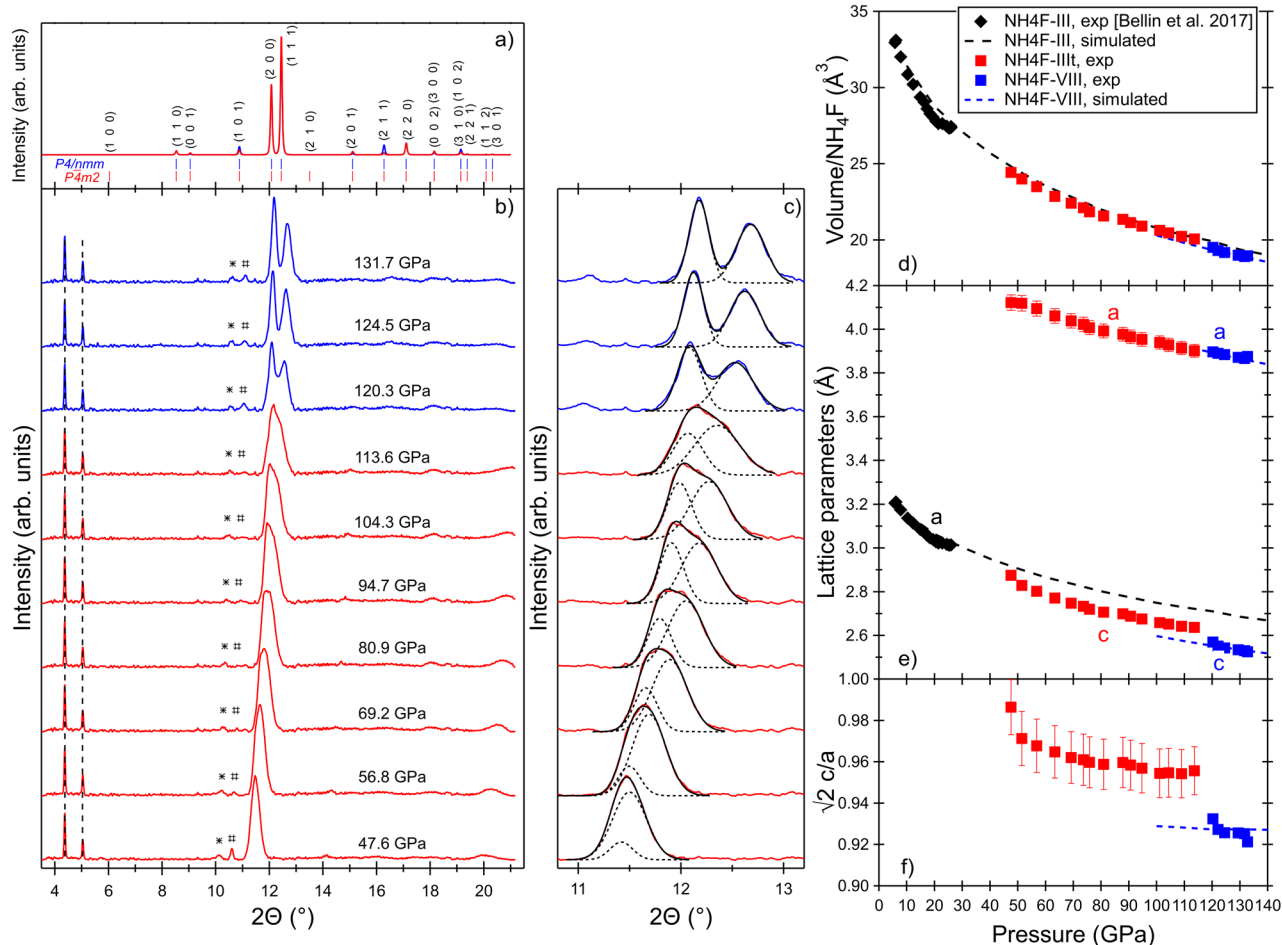 a)
Intensity (arb. units)
(1 0 0)
(1 1 0)
(0 0 1)
(1 0 1)
(2 0 0)
(1 1 1)
(2 1 0)
(2 0 1)
(2 1 1)
(2 2 0)
(0 0 2) (3 0 0)
(3 1 0) (1 0 2)
(2 2 1)
(1 1 2)
(3 0 1)
P4/nmm
P4̄m2
b)
Intensity (arb. units)
* # 131.7 GPa
* # 124.5 GPa
* # 120.3 GPa
* # 113.6 GPa
* # 104.3 GPa
* # 94.7 GPa
* # 80.9 GPa
* # 69.2 GPa
* # 56.8 GPa
* # 47.6 GPa
4 6 8 10 12 14 16 18 20
2Θ (°)
c)
Intensity (arb. units)
11 12 13
2Θ (°)
NH4F-III, exp [Bellin et al. 2017]
NH4F-III, simulated
NH4F-IIIt, exp
NH4F-VIII, exp
NH4F-VIII, simulated
Volume/NH₄F (Å³)
35
30
25
20
d)
Lattice parameters (Å)
4.2
4.0
3.8
3.6
3.4
3.2
3.0
2.8
2.6
a
a
a
c
c
e)
√2 c/a
1.00
0.98
0.96
0.94
0.92
0.90
f)
0 10 20 30 40 50 60 70 80 90 100 110 120 130 140
Pressure (GPa)